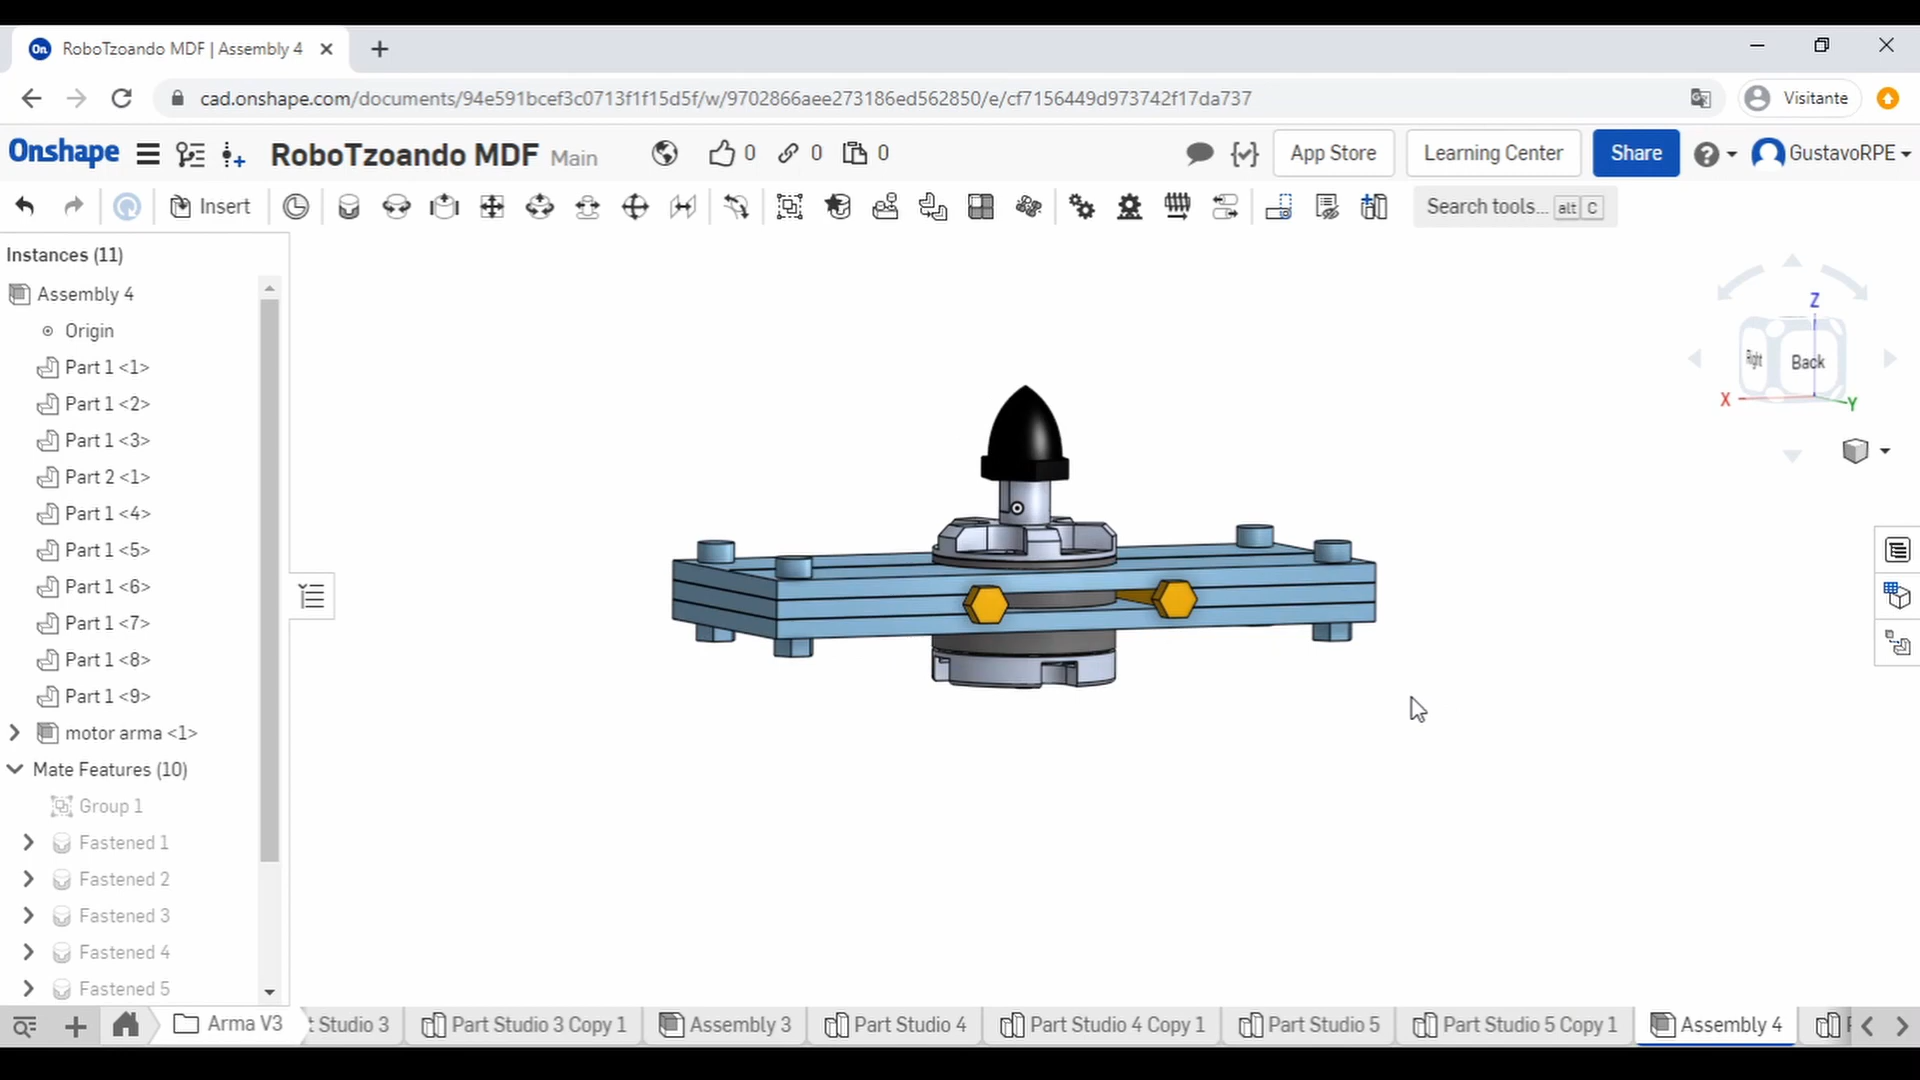 RoboTzoando MDF | Assembly 4
cad.onshape.com/documents/94e591bcef3c0713f1f15d5f/w/9702866aee273186ed562850/e/cf7156449d973742f17da737
Visitante
Onshape
RoboTzoando MDF Main
0
0
0
App Store
Learning Center
Share
GustavoRPE
Insert
Search tools... alt C
Instances (11)
Assembly 4
Origin
Part 1 <1>
Part 1 <2>
Part 1 <3>
Part 2 <1>
Part 1 <4>
Part 1 <5>
Part 1 <6>
Part 1 <7>
Part 1 <8>
Part 1 <9>
motor arma <1>
Mate Features (10)
Group 1
Fastened 1
Fastened 2
Fastened 3
Fastened 4
Fastened 5
Z
Right
Back
X
Y
Arma V3
t Studio 3
Part Studio 3 Copy 1
Assembly 3
Part Studio 4
Part Studio 4 Copy 1
Part Studio 5
Part Studio 5 Copy 1
Assembly 4